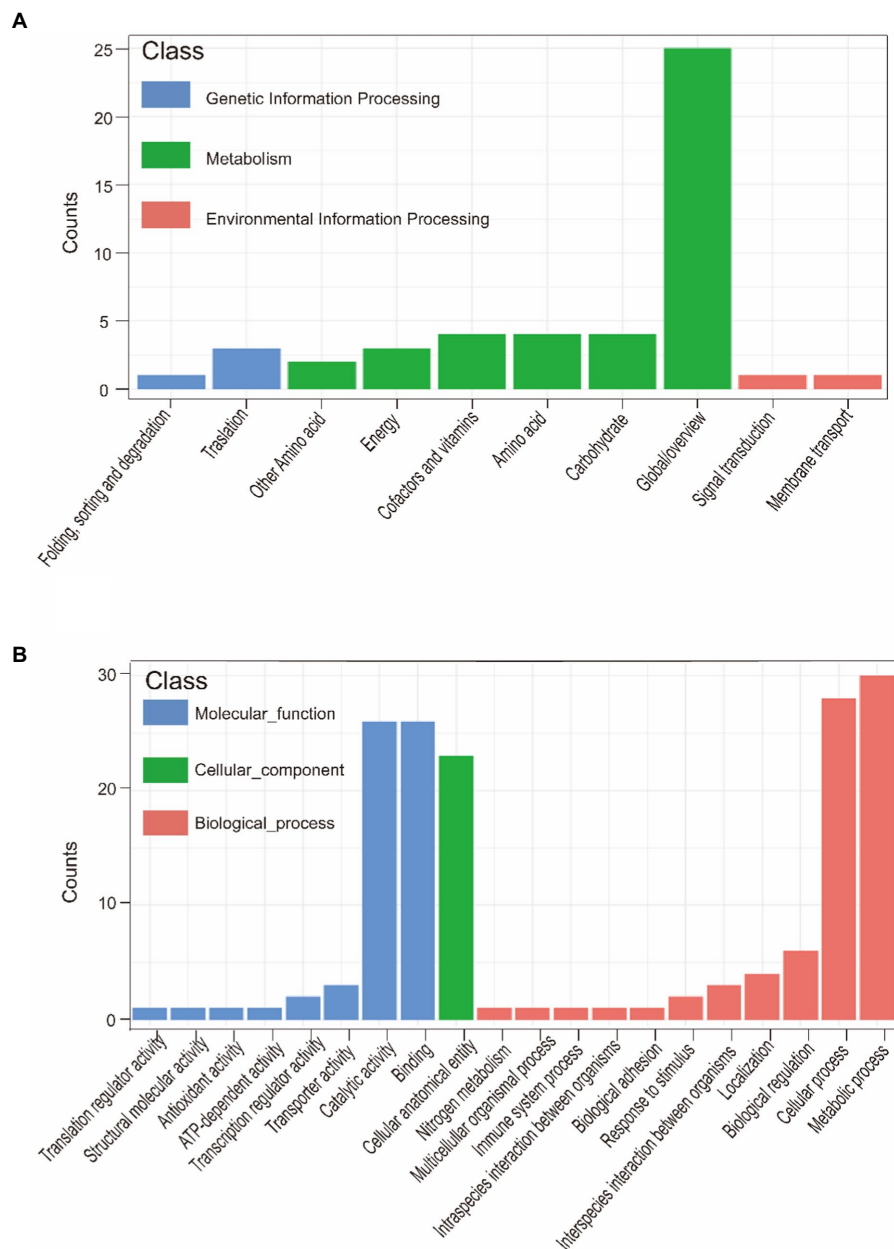 A
Class
Genetic Information Processing
Metabolism
Environmental Information Processing
Counts
25
20
15
10
5
0
Folding, sorting and degradation
Traslation
Other Amino acid
Energy
Cofactors and vitamins
Amino acid
Carbohydrate
Global/overview
Signal transduction
Membrane transport
B
Class
Molecular_function
Cellular_component
Biological_process
Counts
30
20
10
0
Translation regulator activity
Structural molecular activity
Antioxidant activity
ATP-dependent activity
Transcription regulator activity
Transporter activity
Catalytic activity
Binding
Cellular anatomical entity
Nitrogen metabolism
Multicellular organismal process
Immune system process
Intraspecies interaction between organisms
Biological adhesion
Response to stimulus
Interspecies interaction between organisms
Localization
Biological regulation
Cellular process
Metabolic process